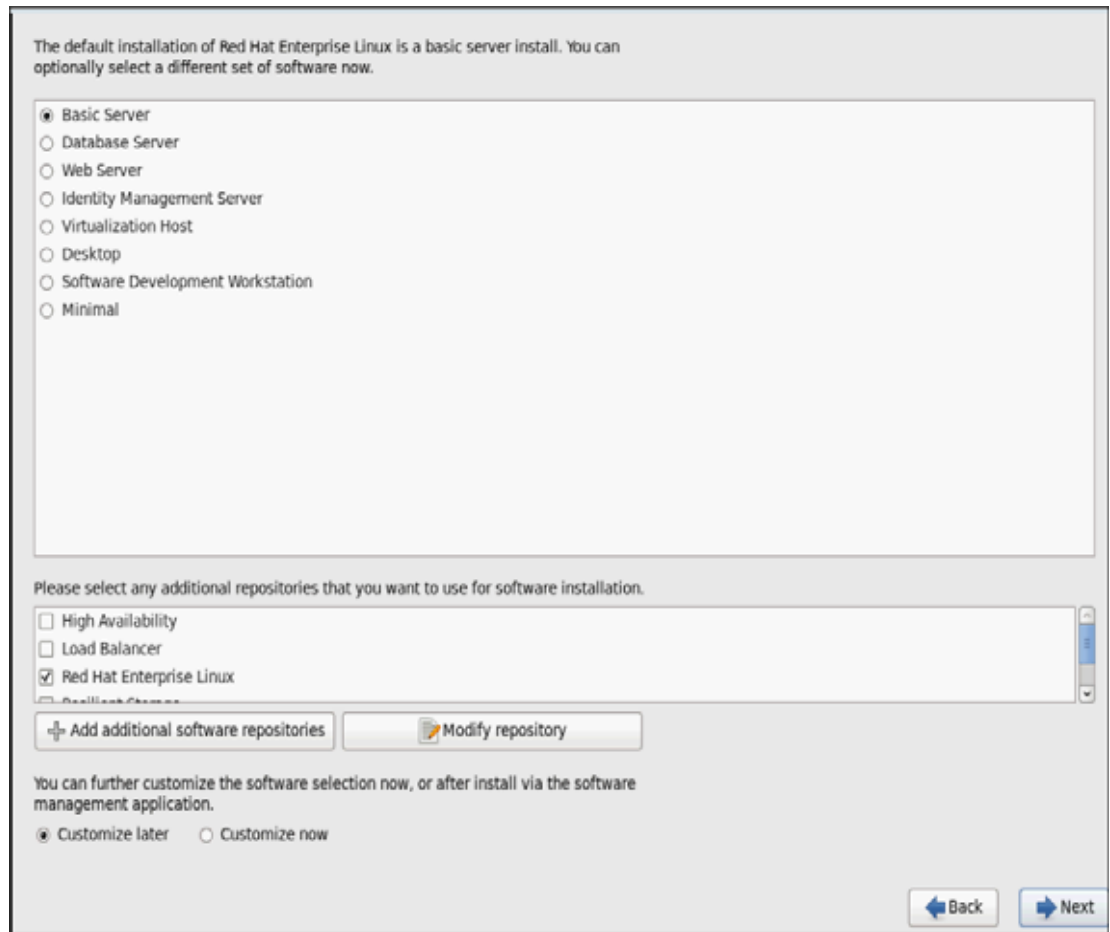 The default installation of Red Hat Enterprise Linux is a basic server install. You can
optionally select a different set of software now.
Basic Server
Database Server
Web Server
Identity Management Server
Virtualization Host
Desktop
Software Development Workstation
Minimal
Please select any additional repositories that you want to use for software installation.
High Availability
Load Balancer
Red Hat Enterprise Linux
Resilient Storage
Add additional software repositories
Modify repository
You can further customize the software selection now, or after install via the software
management application.
Customize later
Customize now
Back
Next